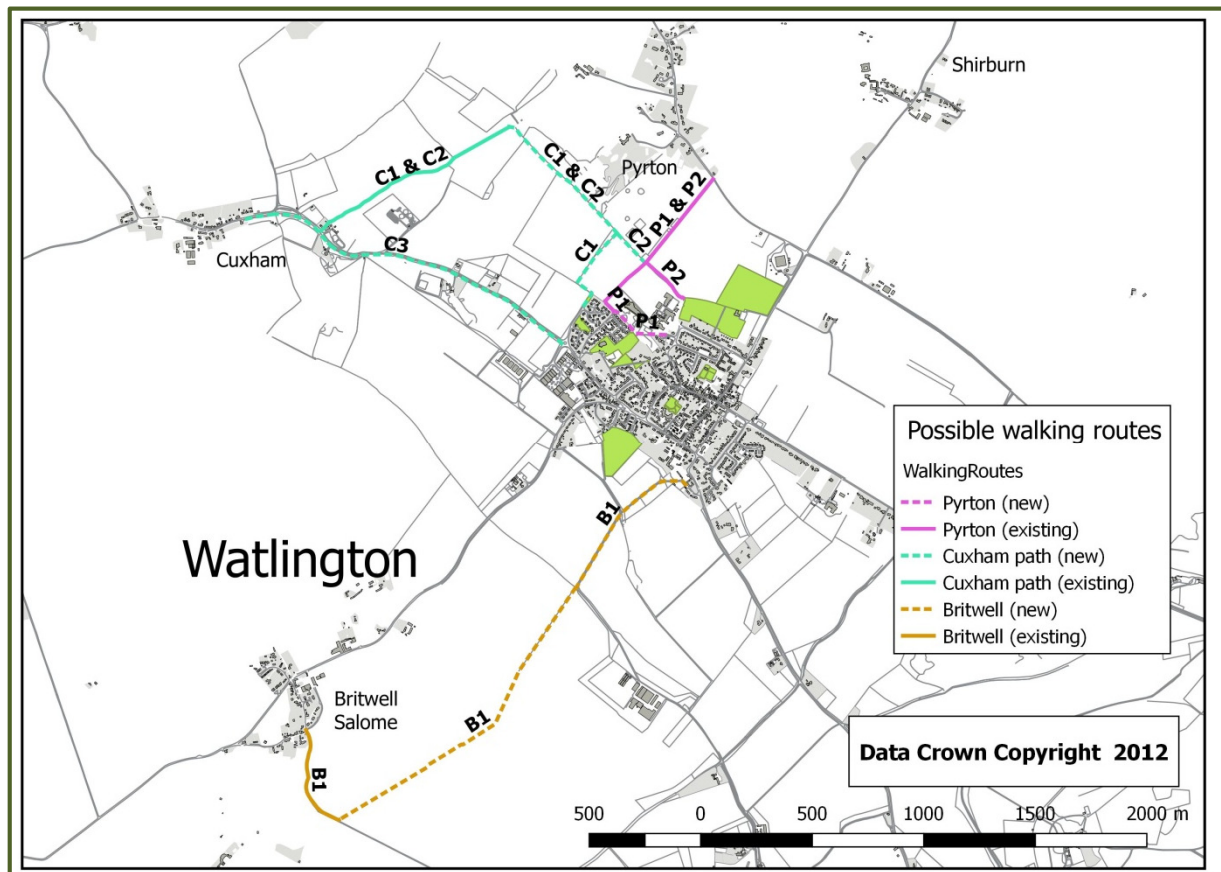 Shirburn
Pyrton
C1 & C2
C1 & C2
P1 & P2
C1
C2
C3
P2
P1
P1
Cuxham
Watlington
Britwell
Salome
B1
B1
B1
Possible walking routes
WalkingRoutes
Pyrton (new)
Pyrton (existing)
Cuxham path (new)
Cuxham path (existing)
Britwell (new)
Britwell (existing)
Data Crown Copyright 2012
500 0 500 1000 1500 2000 m